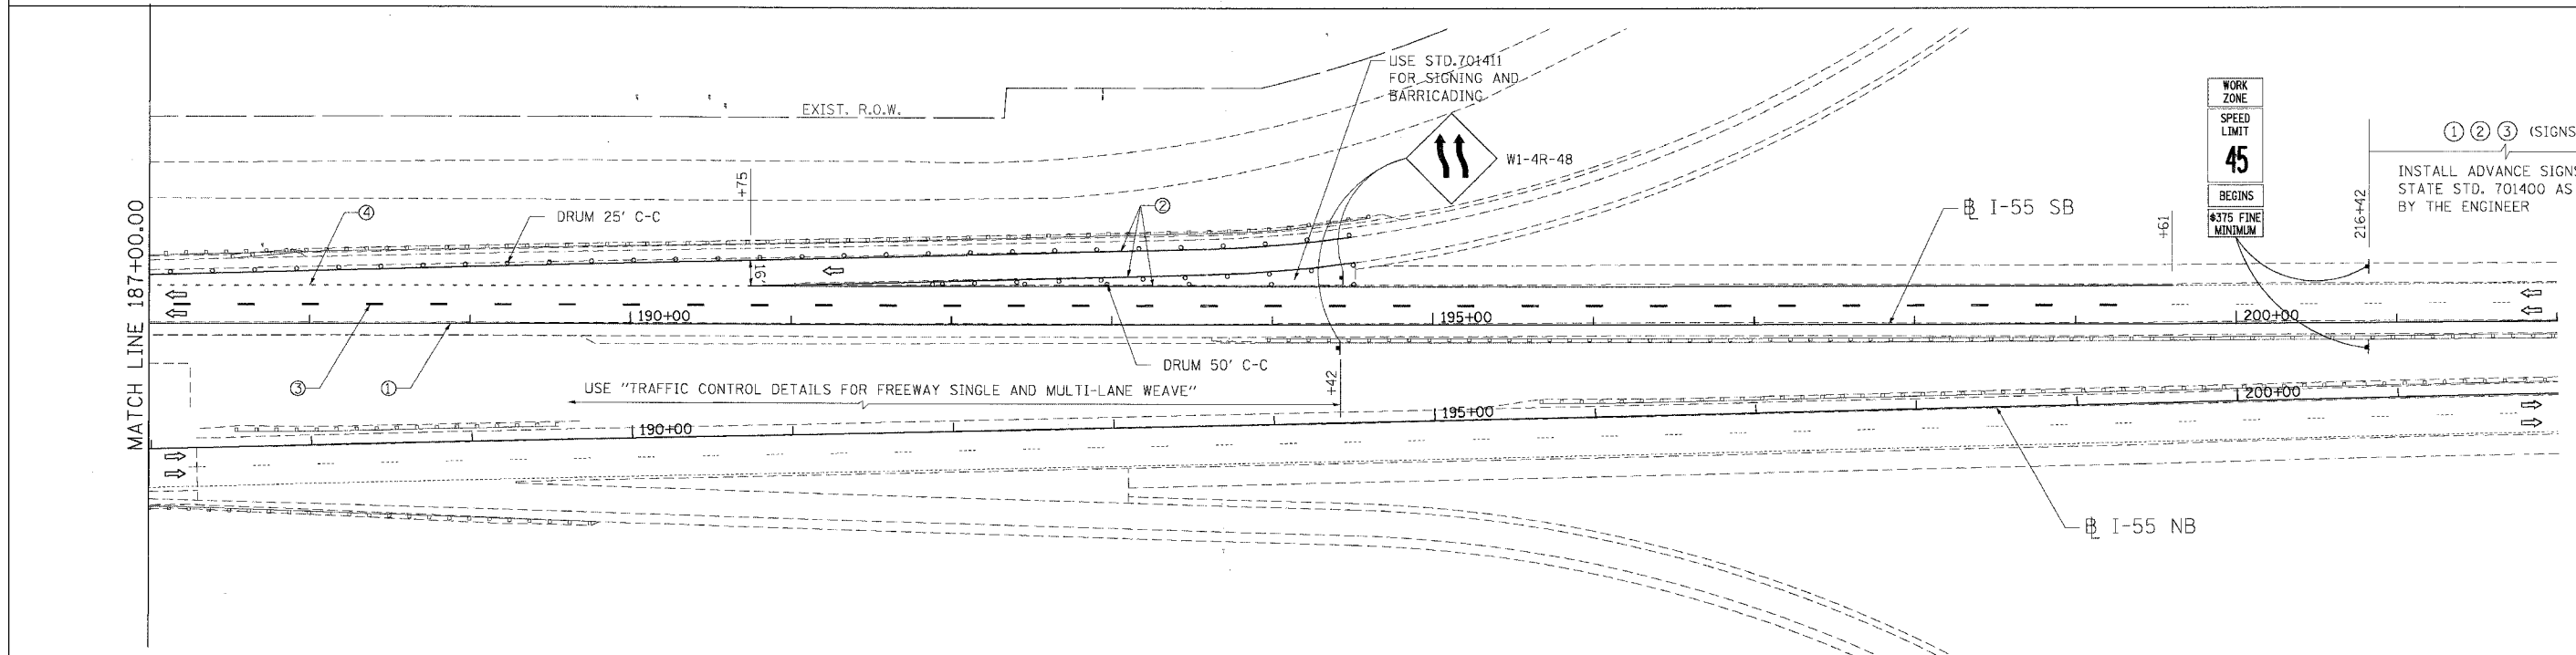 USE STD.701411
FOR SIGNING AND
BARRICADING
EXIST. R.O.W.
W1-4R-48
WORK
ZONE
SPEED
LIMIT
45
BEGINS
$375 FINE
MINIMUM
① ② ③ (SIGNS
INSTALL ADVANCE SIGNS
STATE STD. 701400 AS
BY THE ENGINEER
216+42
+61
I-55 SB
+75
④
DRUM 25' C-C
②
16'
MATCH LINE 187+00.00
190+00
195+00
200+00
DRUM 50' C-C
③
①
USE "TRAFFIC CONTROL DETAILS FOR FREEWAY SINGLE AND MULTI-LANE WEAVE"
+42
190+00
195+00
200+00
I-55 NB